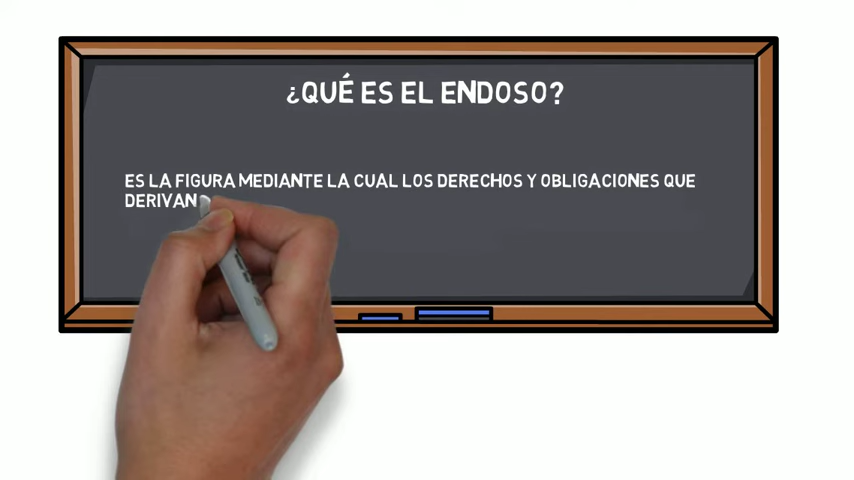 ¿QUÉ ES EL ENDOSO?
ES LA FIGURA MEDIANTE LA CUAL LOS DERECHOS Y OBLIGACIONES QUE
DERIVAN